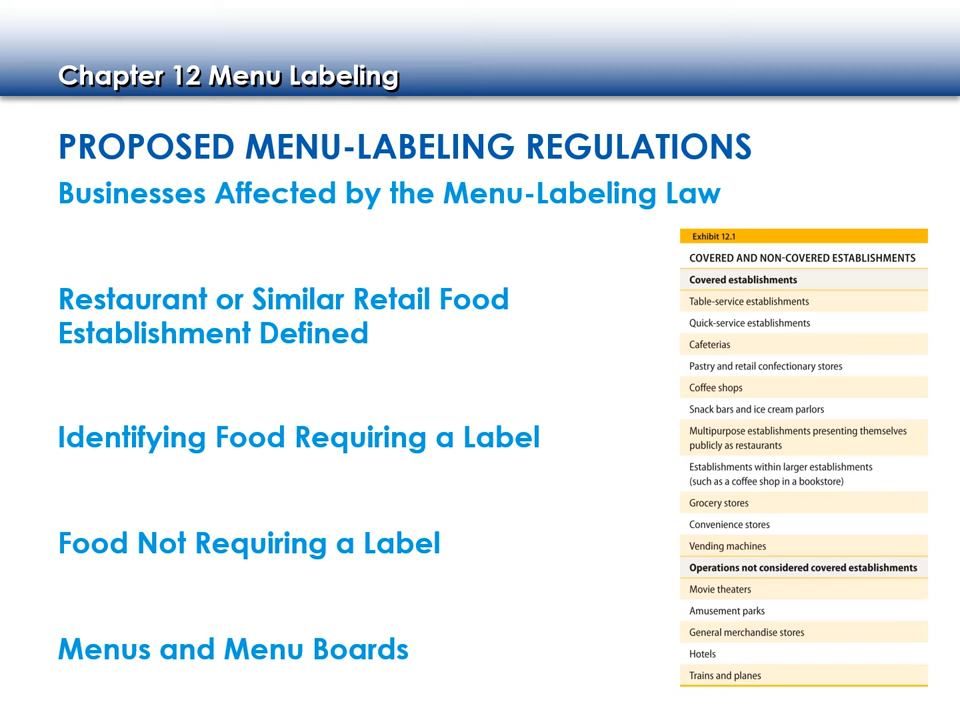 Chapter 12 Menu Labeling
PROPOSED MENU-LABELING REGULATIONS
Businesses Affected by the Menu-Labeling Law
Restaurant or Similar Retail Food
Establishment Defined
Identifying Food Requiring a Label
Food Not Requiring a Label
Menus and Menu Boards
Exhibit 12.1
COVERED AND NON-COVERED ESTABLISHMENTS
Covered establishments
Table-service establishments
Quick-service establishments
Cafeterias
Pastry and retail confectionary stores
Coffee shops
Snack bars and ice cream parlors
Multipurpose establishments presenting themselves
publicly as restaurants
Establishments within larger establishments
(such as a coffee shop in a bookstore)
Grocery stores
Convenience stores
Vending machines
Operations not considered covered establishments
Movie theaters
Amusement parks
General merchandise stores
Hotels
Trains and planes